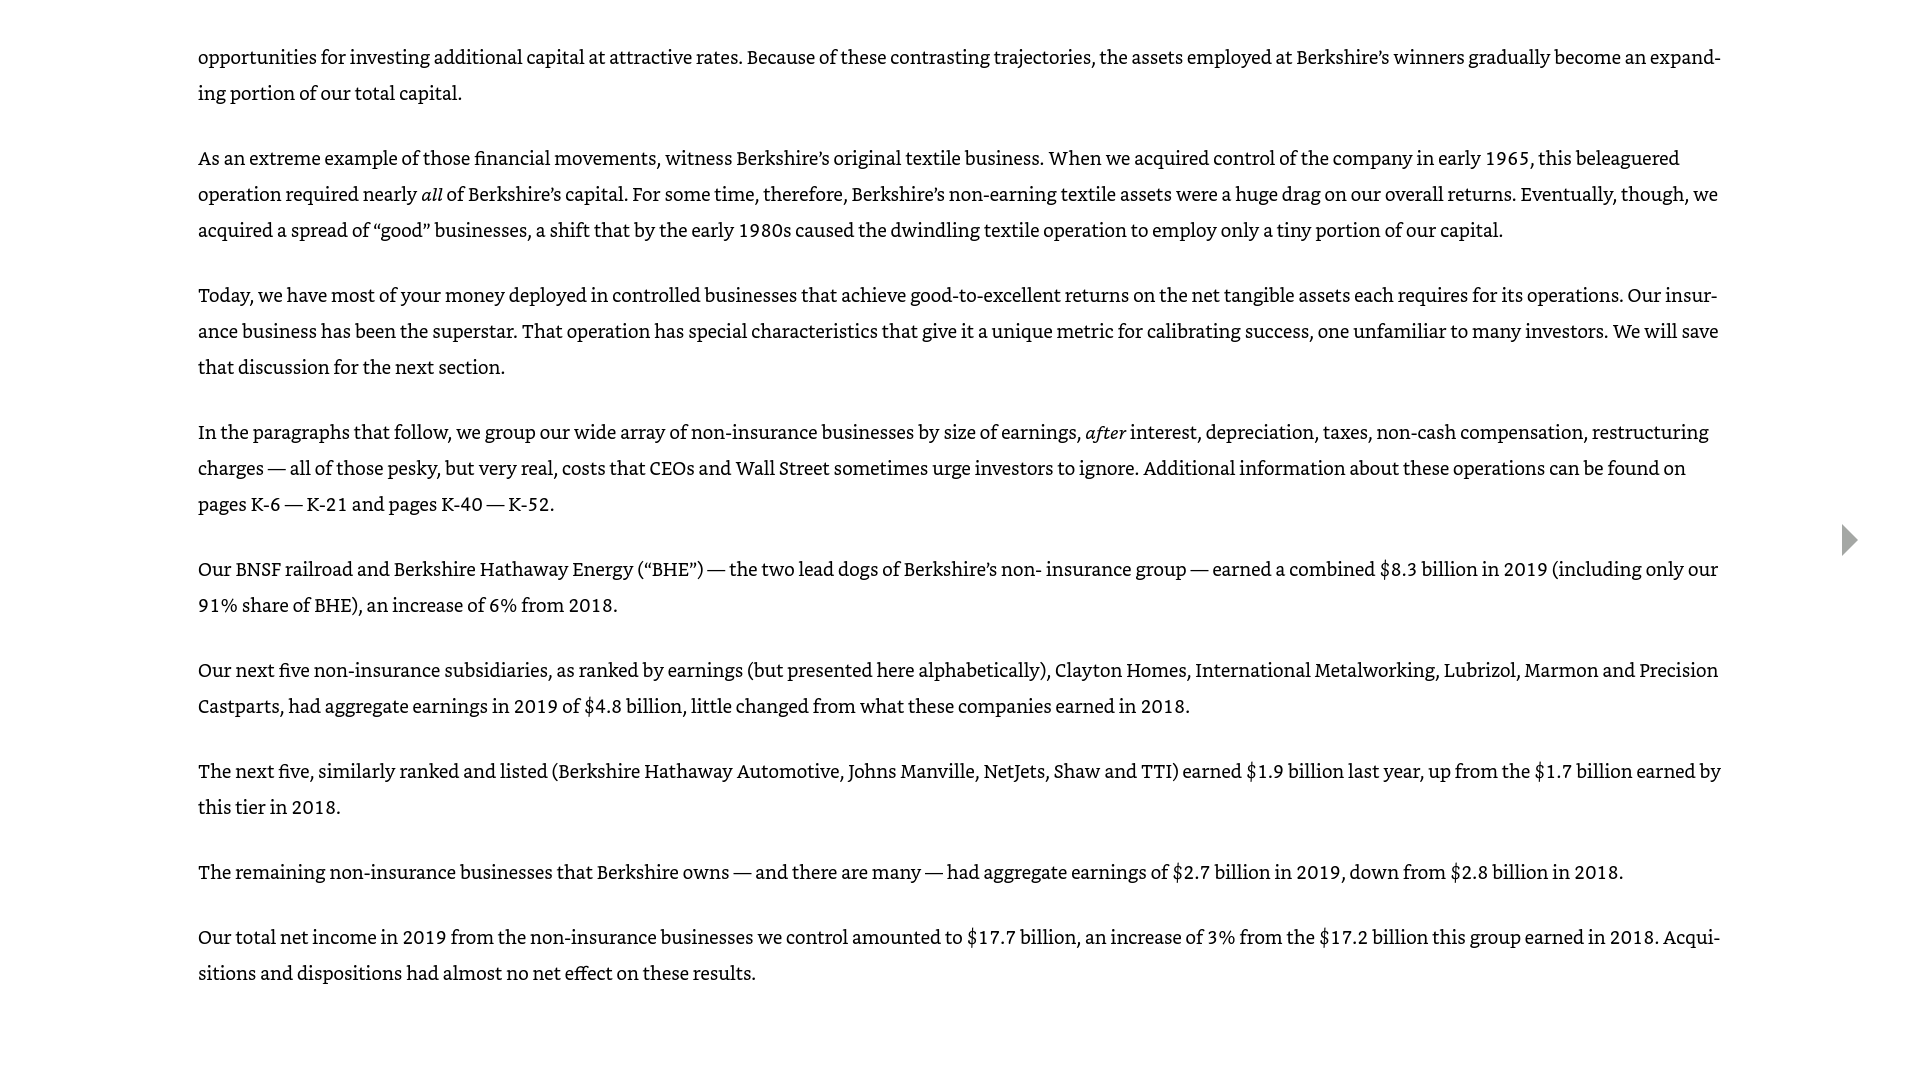 opportunities for investing additional capital at attractive rates. Because of these contrasting trajectories, the assets employed at Berkshire’s winners gradually become an expand-
ing portion of our total capital.
As an extreme example of those financial movements, witness Berkshire’s original textile business. When we acquired control of the company in early 1965, this beleaguered
operation required nearly all of Berkshire’s capital. For some time, therefore, Berkshire’s non-earning textile assets were a huge drag on our overall returns. Eventually, though, we
acquired a spread of “good” businesses, a shift that by the early 1980s caused the dwindling textile operation to employ only a tiny portion of our capital.
Today, we have most of your money deployed in controlled businesses that achieve good-to-excellent returns on the net tangible assets each requires for its operations. Our insur-
ance business has been the superstar. That operation has special characteristics that give it a unique metric for calibrating success, one unfamiliar to many investors. We will save
that discussion for the next section.
In the paragraphs that follow, we group our wide array of non-insurance businesses by size of earnings, after interest, depreciation, taxes, non-cash compensation, restructuring
charges — all of those pesky, but very real, costs that CEOs and Wall Street sometimes urge investors to ignore. Additional information about these operations can be found on
pages K-6 — K-21 and pages K-40 — K-52.
Our BNSF railroad and Berkshire Hathaway Energy (“BHE”) — the two lead dogs of Berkshire’s non- insurance group — earned a combined $8.3 billion in 2019 (including only our
91% share of BHE), an increase of 6% from 2018.
Our next five non-insurance subsidiaries, as ranked by earnings (but presented here alphabetically), Clayton Homes, International Metalworking, Lubrizol, Marmon and Precision
Castparts, had aggregate earnings in 2019 of $4.8 billion, little changed from what these companies earned in 2018.
The next five, similarly ranked and listed (Berkshire Hathaway Automotive, Johns Manville, NetJets, Shaw and TTI) earned $1.9 billion last year, up from the $1.7 billion earned by
this tier in 2018.
The remaining non-insurance businesses that Berkshire owns — and there are many — had aggregate earnings of $2.7 billion in 2019, down from $2.8 billion in 2018.
Our total net income in 2019 from the non-insurance businesses we control amounted to $17.7 billion, an increase of 3% from the $17.2 billion this group earned in 2018. Acqui-
sitions and dispositions had almost no net effect on these results.